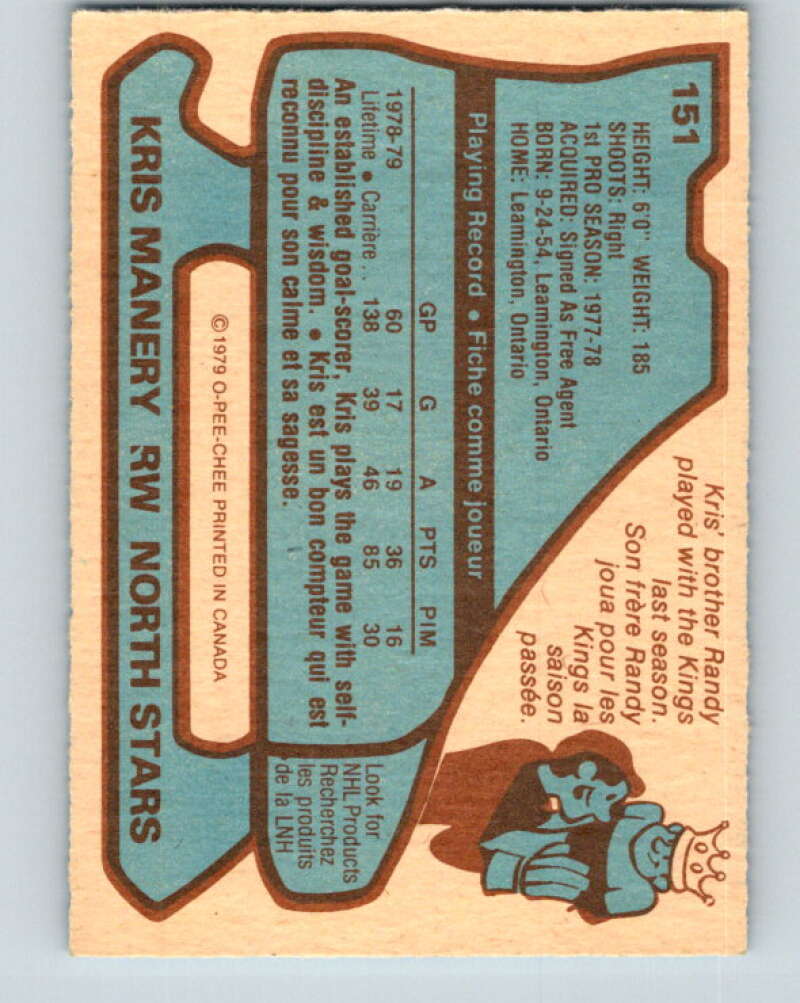 151
HEIGHT: 6'0". WEIGHT: 185
SHOOTS: Right
1st PRO SEASON: 1977-78
ACQUIRED: Signed As Free Agent
BORN: 9-24-54, Leamington, Ontario
HOME: Leamington, Ontario
Kris' brother Randy
played with the Kings
last season.
Son frère Randy
joua pour les
Kings la
saison
passée.
Playing Record • Fiche comme joueur
GP G A PTS PIM
1978-79 60 17 19 36 16
Lifetime • Carrière . . 138 39 46 85 30
An established goal-scorer, Kris plays the game with self-
discipline & wisdom. • Kris est un bon compteur qui est
reconnu pour son calme et sa sagesse.
Look for
NHL Products
Recherchez
les produits
de la LNH
© 1979 O-PEE-CHEE PRINTED IN CANADA
KRIS MANERY RW NORTH STARS